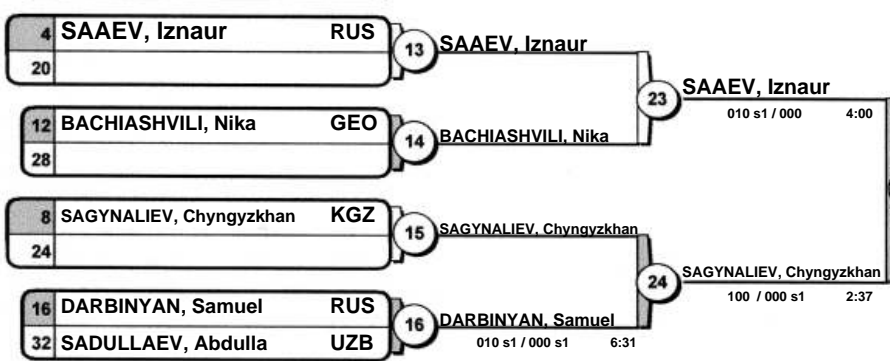 4 SAAEV, Iznaur RUS
20
13 SAAEV, Iznaur
12 BACHIASHVILI, Nika GEO
28
14 BACHIASHVILI, Nika
23 SAAEV, Iznaur
010 s1 / 000 4:00
8 SAGYNALIEV, Chyngyzkhan KGZ
24
15 SAGYNALIEV, Chyngyzkhan
16 DARBINYAN, Samuel RUS
32 SADULLAEV, Abdulla UZB
16 DARBINYAN, Samuel
010 s1 / 000 s1 6:31
24 SAGYNALIEV, Chyngyzkhan
100 / 000 s1 2:37